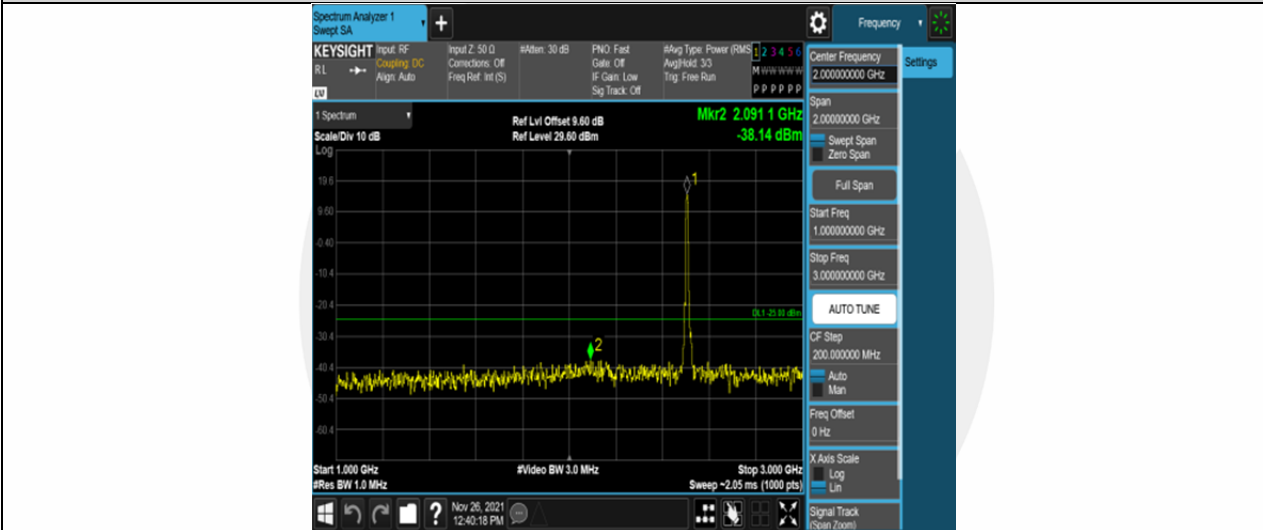 Spectrum Analyzer 1
Swept SA
+
Frequency
KEYSIGHT
RL
LV
Input: RF
Coupling: DC
Align: Auto
Input Z: 50 Ω
Corrections: Off
Freq Ref: Int (S)
#Atten: 30 dB
PNO: Fast
Gate: Off
IF Gain: Low
Sig Track: Off
#Avg Type: Power (RMS
Avg|Hold: 3/3
Trig: Free Run
1 2 3 4 5 6
M W W W W W
P P P P P P
1 Spectrum
Scale/Div 10 dB
Log
Ref Lvl Offset 9.60 dB
Ref Level 29.60 dBm
Mkr2 2.091 1 GHz
-38.14 dBm
19.6
9.60
-0.40
-10.4
-20.4
-30.4
-40.4
-50.4
-60.4
1
2
DL1 -25.00 dBm
Start 1.000 GHz
#Res BW 1.0 MHz
#Video BW 3.0 MHz
Stop 3.000 GHz
Sweep ~2.05 ms (1000 pts)
?
Nov 26, 2021
12:40:18 PM
Center Frequency
2.000000000 GHz
Span
2.00000000 GHz
Swept Span
Zero Span
Full Span
Start Freq
1.000000000 GHz
Stop Freq
3.000000000 GHz
AUTO TUNE
CF Step
200.000000 MHz
Auto
Man
Freq Offset
0 Hz
X Axis Scale
Log
Lin
Signal Track
(Span Zoom)
Settings